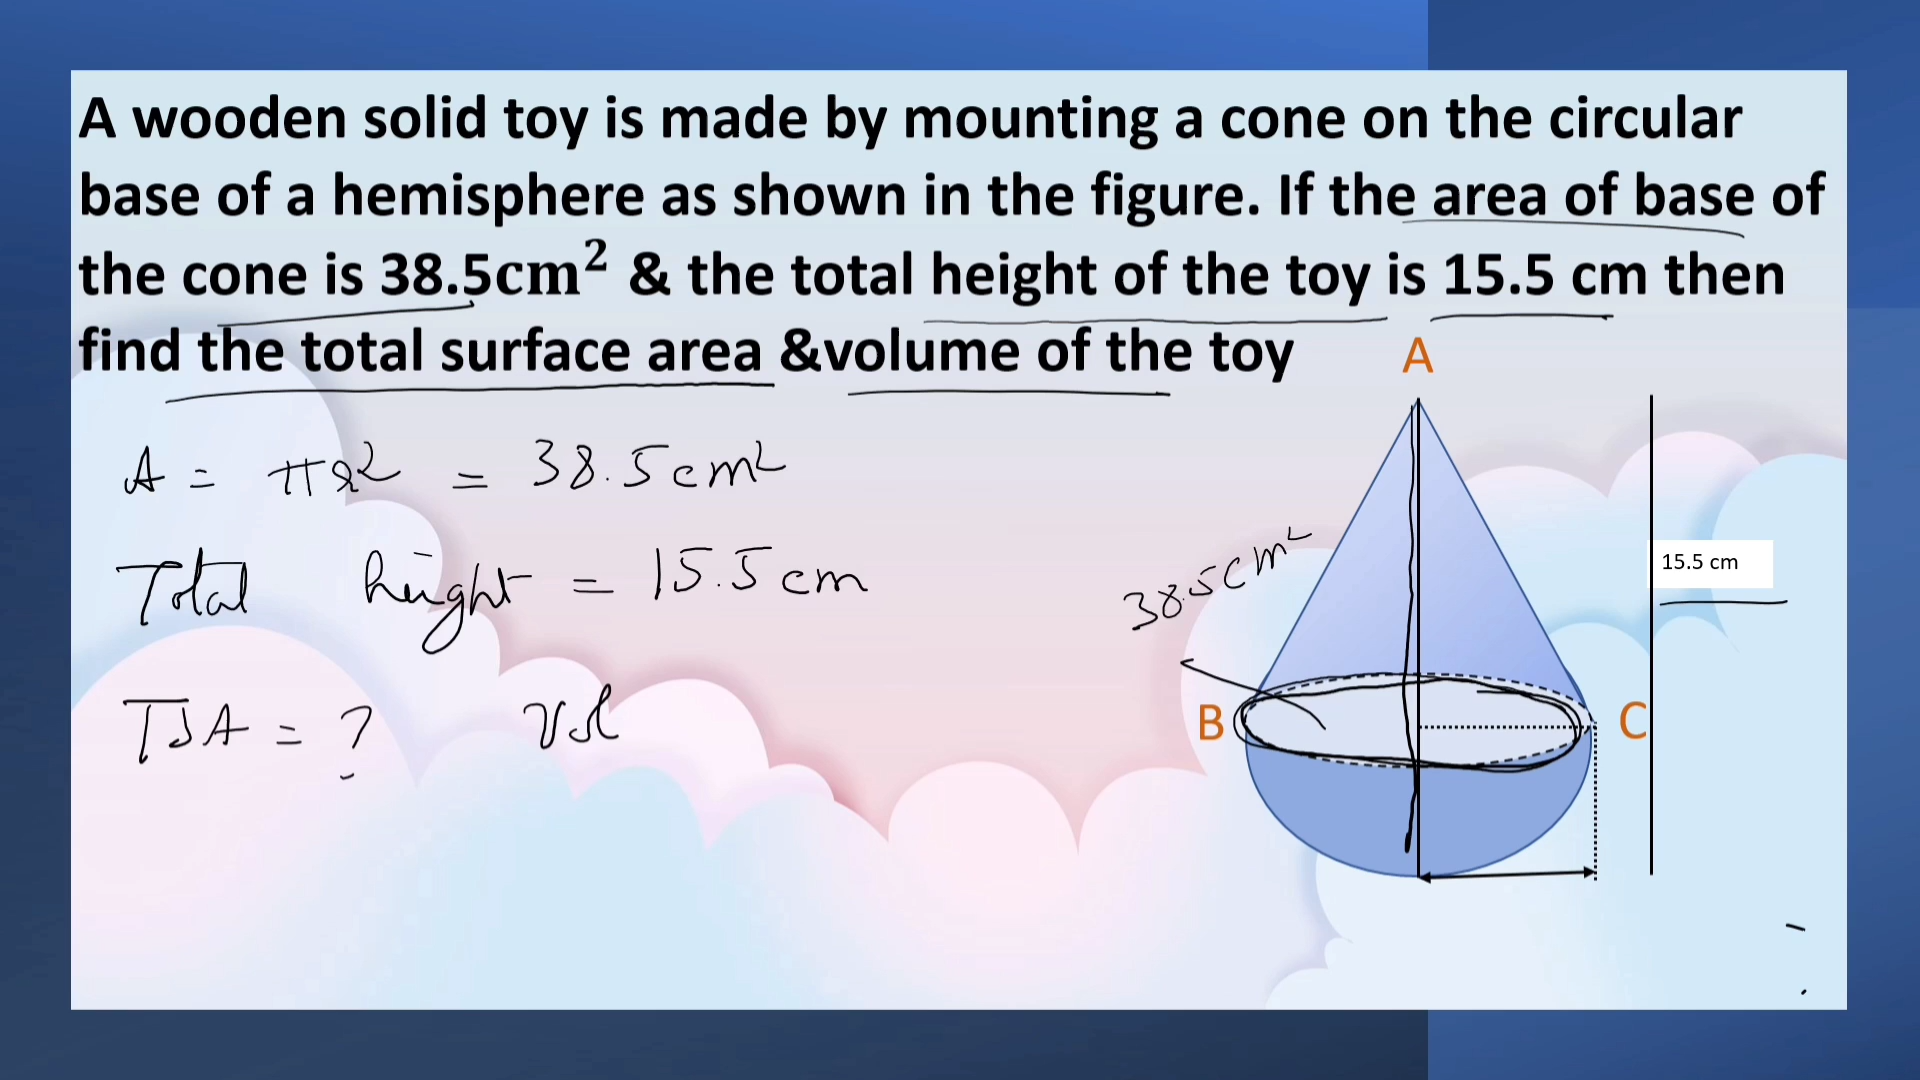 A wooden solid toy is made by mounting a cone on the circular
base of a hemisphere as shown in the figure. If the area of base of
the cone is 38.5cm² & the total height of the toy is 15.5 cm then
find the total surface area &volume of the toy
A
A = πr² = 38.5cm²
Total height = 15.5cm
38.5cm²
15.5 cm
TSA = ? Vol
B
C